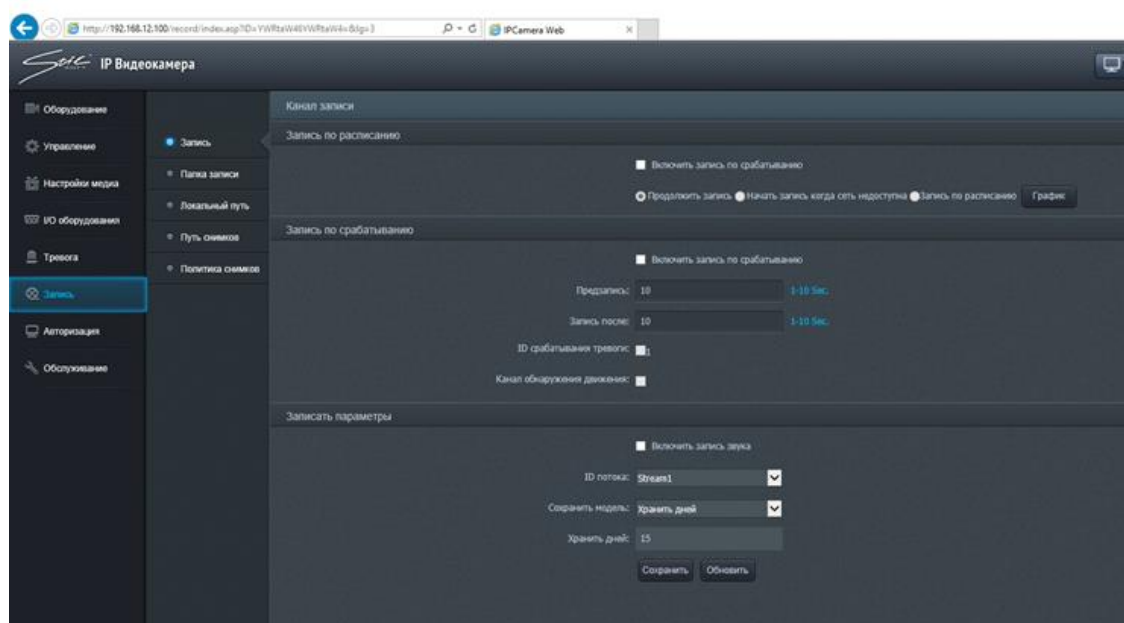 http://192.168.12.100/record/index.asp?ID=
IPCamera Web
IP Видеокамера
Оборудование
Управление
Настройки медиа
I/O оборудования
Тревога
Запись
Авторизация
Обслуживание
Запись
Папка записи
Локальный путь
Путь снимков
Политика снимков
Канал записи
Запись по расписанию
Включить запись по срабатыванию
Продолжить запись Начать запись когда сеть недоступна Запись по расписанию График
Запись по срабатыванию
Включить запись по срабатыванию
Предзапись: 10 1-10 Sec.
Запись после: 10 1-10 Sec.
ID срабатывания тревоги: 1
Канал обнаружения движения:
Записать параметры
Включить запись звука
ID потока: Stream1
Сохранить модель: Хранить дней
Хранить дней: 15
Сохранить Обновить